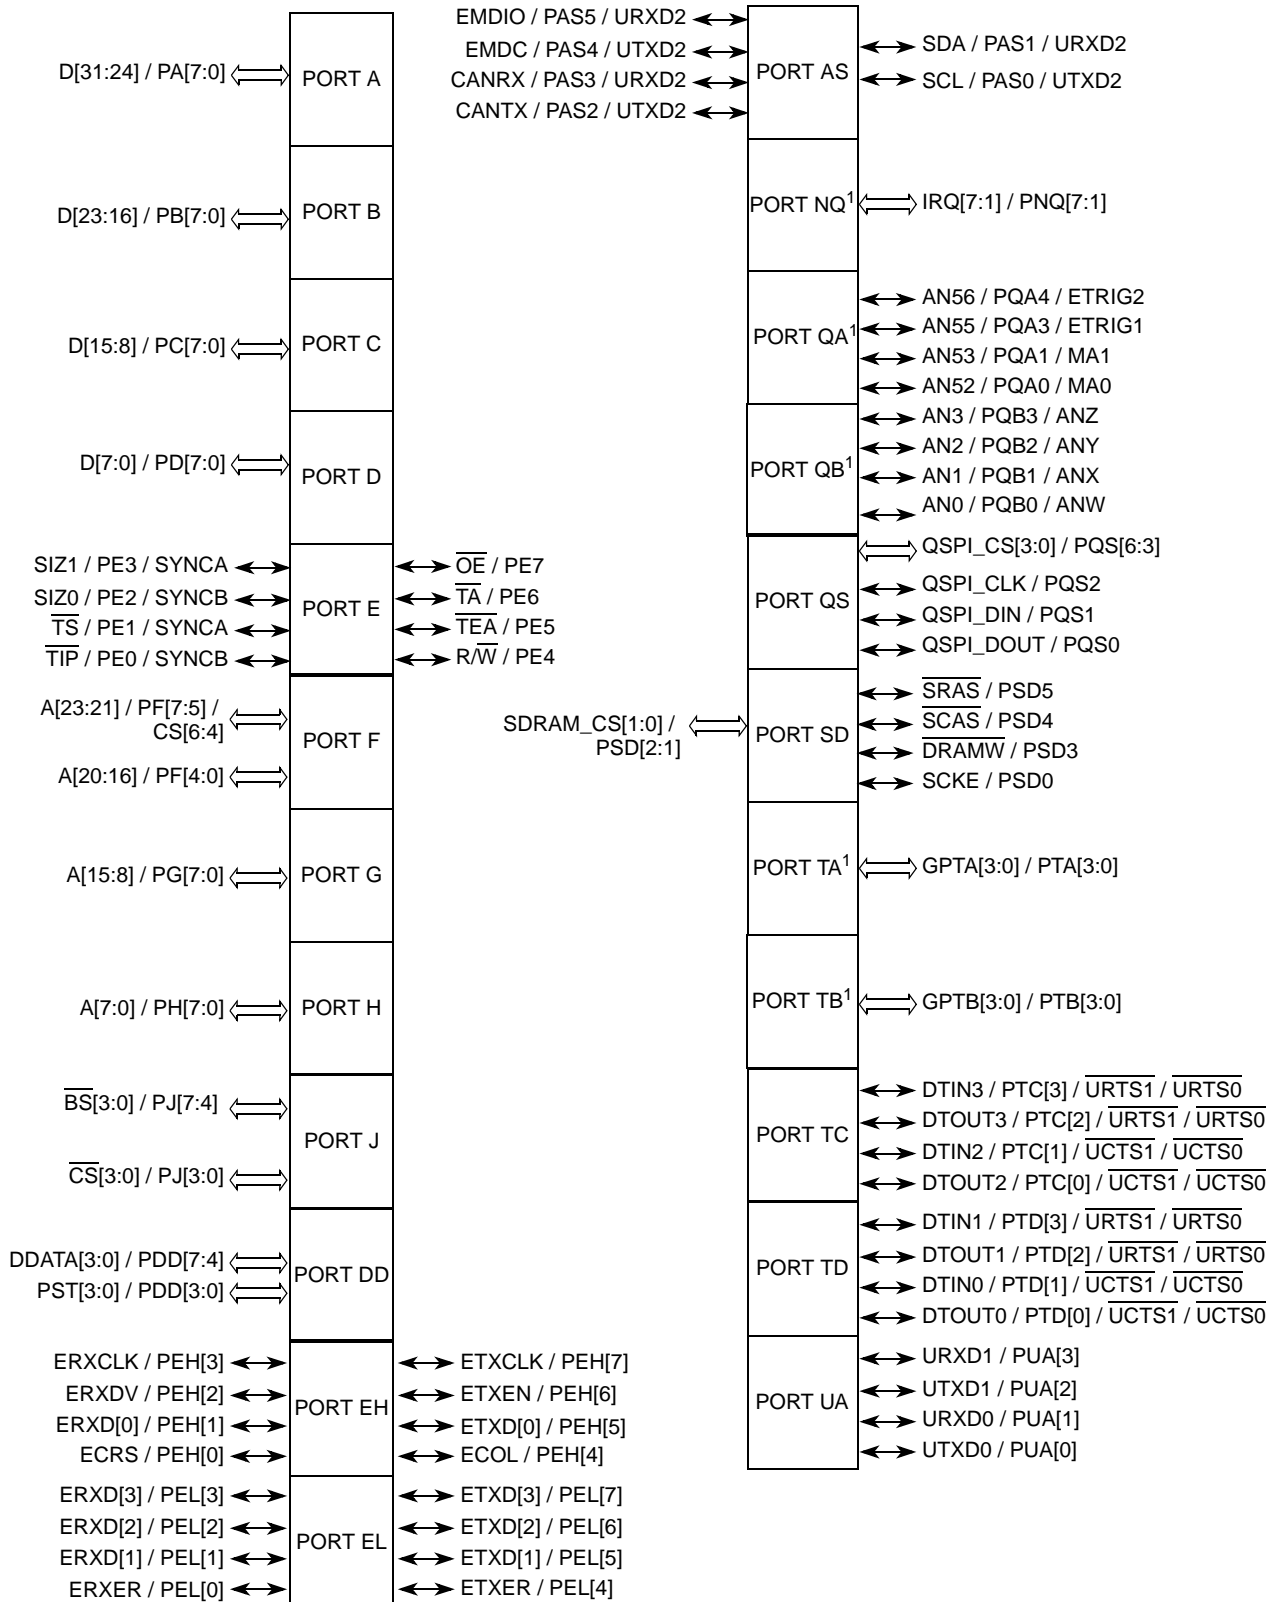 D[31:24] / PA[7:0]
PORT A
D[23:16] / PB[7:0]
PORT B
D[15:8] / PC[7:0]
PORT C
D[7:0] / PD[7:0]
PORT D
SIZ1 / PE3 / SYNCA
SIZ0 / PE2 / SYNCB
TS / PE1 / SYNCA
TIP / PE0 / SYNCB
PORT E
OE / PE7
TA / PE6
TEA / PE5
R/W / PE4
A[23:21] / PF[7:5] /
CS[6:4]
A[20:16] / PF[4:0]
PORT F
A[15:8] / PG[7:0]
PORT G
A[7:0] / PH[7:0]
PORT H
BS[3:0] / PJ[7:4]
CS[3:0] / PJ[3:0]
PORT J
DDATA[3:0] / PDD[7:4]
PST[3:0] / PDD[3:0]
PORT DD
ERXCLK / PEH[3]
ERXDV / PEH[2]
ERXD[0] / PEH[1]
ECRS / PEH[0]
PORT EH
ETXCLK / PEH[7]
ETXEN / PEH[6]
ETXD[0] / PEH[5]
ECOL / PEH[4]
ERXD[3] / PEL[3]
ERXD[2] / PEL[2]
ERXD[1] / PEL[1]
ERXER / PEL[0]
PORT EL
ETXD[3] / PEL[7]
ETXD[2] / PEL[6]
ETXD[1] / PEL[5]
ETXER / PEL[4]
EMDIO / PAS5 / URXD2
EMDC / PAS4 / UTXD2
CANRX / PAS3 / URXD2
CANTX / PAS2 / UTXD2
PORT AS
SDA / PAS1 / URXD2
SCL / PAS0 / UTXD2
PORT NQ1
IRQ[7:1] / PNQ[7:1]
PORT QA1
AN56 / PQA4 / ETRIG2
AN55 / PQA3 / ETRIG1
AN53 / PQA1 / MA1
AN52 / PQA0 / MA0
PORT QB1
AN3 / PQB3 / ANZ
AN2 / PQB2 / ANY
AN1 / PQB1 / ANX
AN0 / PQB0 / ANW
PORT QS
QSPI_CS[3:0] / PQS[6:3]
QSPI_CLK / PQS2
QSPI_DIN / PQS1
QSPI_DOUT / PQS0
SDRAM_CS[1:0] /
PSD[2:1]
PORT SD
SRAS / PSD5
SCAS / PSD4
DRAMW / PSD3
SCKE / PSD0
PORT TA1
GPTA[3:0] / PTA[3:0]
PORT TB1
GPTB[3:0] / PTB[3:0]
PORT TC
DTIN3 / PTC[3] / URTS1 / URTS0
DTOUT3 / PTC[2] / URTS1 / URTS0
DTIN2 / PTC[1] / UCTS1 / UCTS0
DTOUT2 / PTC[0] / UCTS1 / UCTS0
PORT TD
DTIN1 / PTD[3] / URTS1 / URTS0
DTOUT1 / PTD[2] / URTS1 / URTS0
DTIN0 / PTD[1] / UCTS1 / UCTS0
DTOUT0 / PTD[0] / UCTS1 / UCTS0
PORT UA
URXD1 / PUA[3]
UTXD1 / PUA[2]
URXD0 / PUA[1]
UTXD0 / PUA[0]